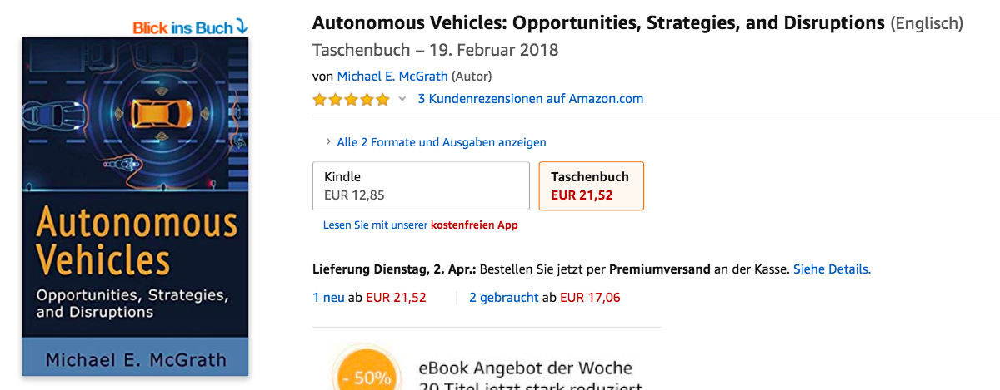 Blick ins Buch
Autonomous Vehicles: Opportunities, Strategies, and Disruptions (Englisch)
Taschenbuch – 19. Februar 2018
von Michael E. McGrath (Autor)
3 Kundenrezensionen auf Amazon.com
Alle 2 Formate und Ausgaben anzeigen
Kindle
EUR 12,85
Taschenbuch
EUR 21,52
Lesen Sie mit unserer kostenfreien App
Lieferung Dienstag, 2. Apr.: Bestellen Sie jetzt per Premiumversand an der Kasse. Siehe Details.
1 neu ab EUR 21,52
2 gebraucht ab EUR 17,06
- 50%
eBook Angebot der Woche
20 Titel jetzt stark reduziert
Autonomous
Vehicles
Opportunities, Strategies,
and Disruptions
Michael E. McGrath